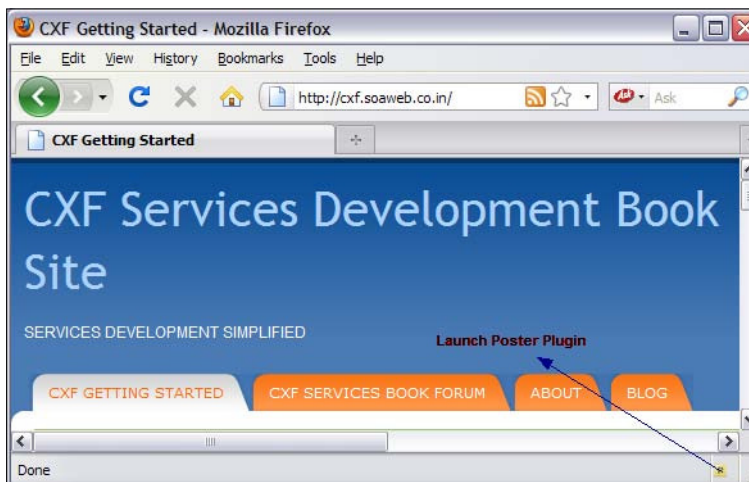 CXF Getting Started - Mozilla Firefox
File Edit View History Bookmarks Tools Help
http://cxf.soaweb.co.in/ Ask
CXF Getting Started
CXF Services Development Book
Site
SERVICES DEVELOPMENT SIMPLIFIED
Launch Poster Plugin
CXF GETTING STARTED CXF SERVICES BOOK FORUM ABOUT BLOG
Done